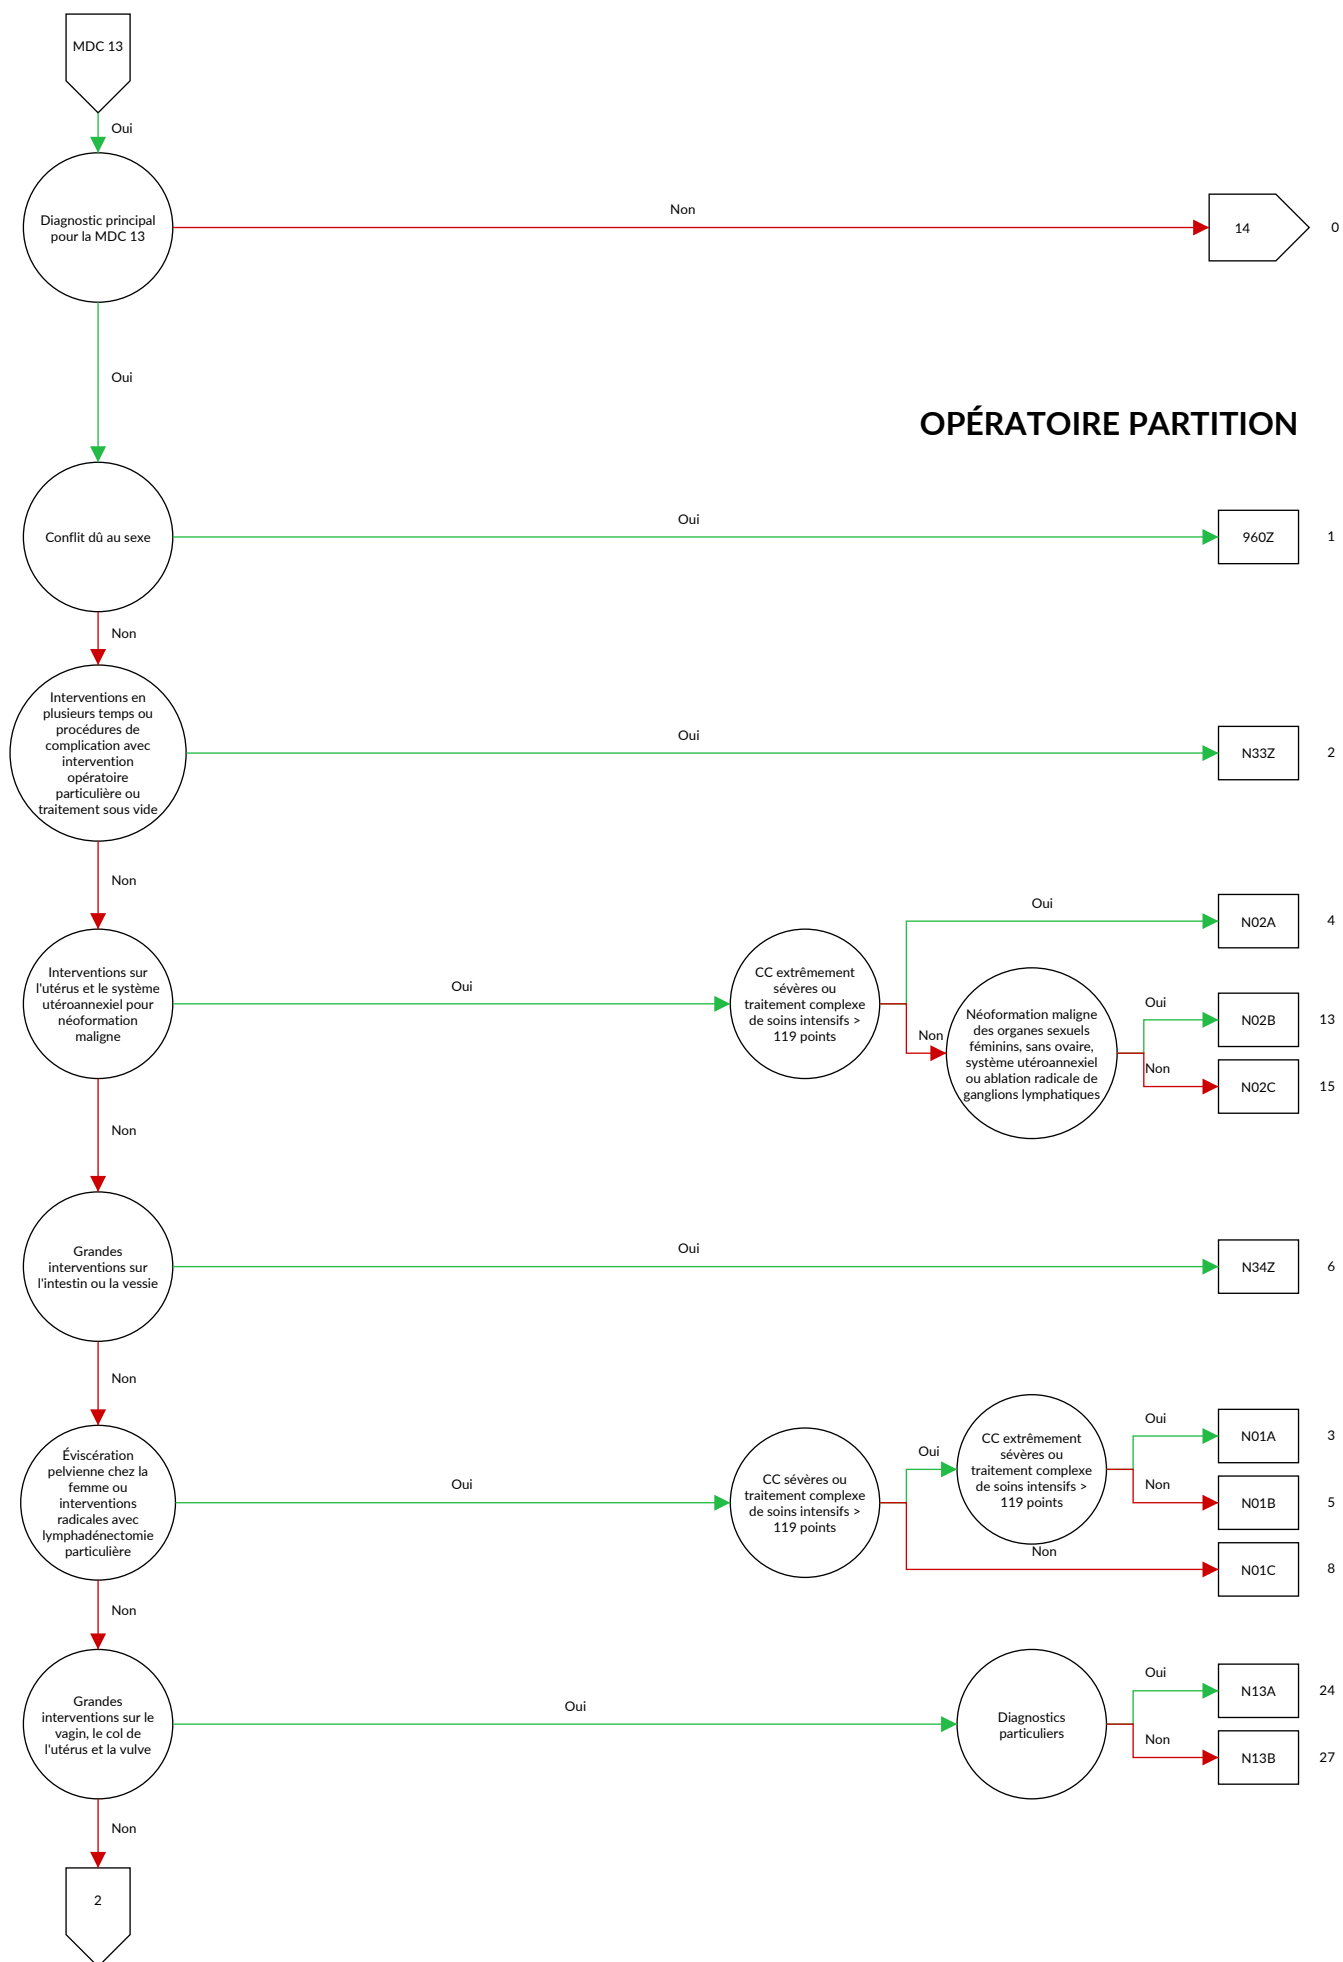 MDC 13
Oui
Diagnostic principal
pour la MDC 13
Non
14
0
Oui
OPÉRATOIRE PARTITION
Conflit dû au sexe
Oui
960Z
1
Non
Interventions en
plusieurs temps ou
procédures de
complication avec
intervention
opératoire
particulière ou
traitement sous vide
Oui
N33Z
2
Non
Interventions sur
l'utérus et le système
utéroannexiel pour
néoformation
maligne
Oui
CC extrêmement
sévères ou
traitement complexe
de soins intensifs >
119 points
Oui
N02A
4
Non
Néoformation maligne
des organes sexuels
féminins, sans ovaire,
système utéroannexiel
ou ablation radicale de
ganglions lymphatiques
Oui
N02B
13
Non
N02C
15
Non
Grandes
interventions sur
l'intestin ou la vessie
Oui
N34Z
6
Non
Éviscération
pelvienne chez la
femme ou
interventions
radicales avec
lymphadénectomie
particulière
Oui
CC sévères ou
traitement complexe
de soins intensifs >
119 points
Oui
CC extrêmement
sévères ou
traitement complexe
de soins intensifs >
119 points
Oui
N01A
3
Non
N01B
5
Non
N01C
8
Non
Grandes
interventions sur le
vagin, le col de
l'utérus et la vulve
Oui
Diagnostics
particuliers
Oui
N13A
24
Non
N13B
27
Non
2